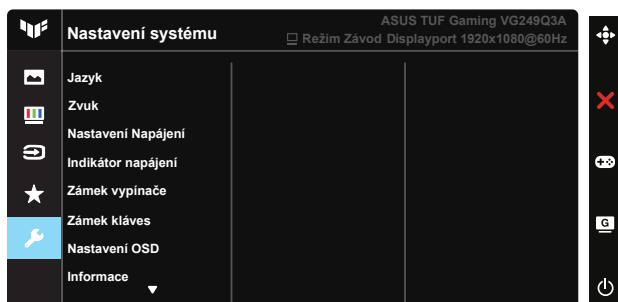 Nastavení systému
ASUS TUF Gaming VG249Q3A
Režim Závod Displayport 1920x1080@60Hz
Jazyk
Zvuk
Nastavení Napájení
Indikátor napájení
Zámek vypínače
Zámek kláves
Nastavení OSD
Informace
G